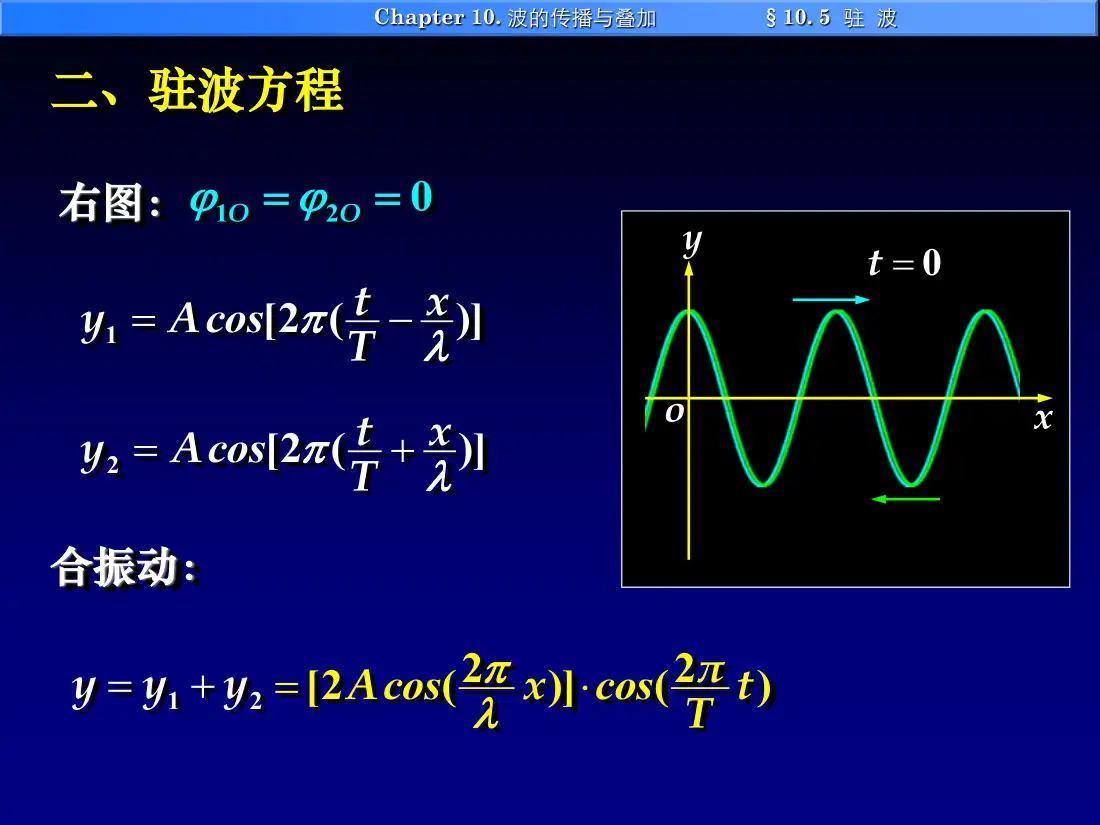 Chapter 10. 波的传播与叠加 § 10. 5 驻 波
二、驻波方程
右图： φ₁O = φ₂O = 0
y₁ = A cos[2π( t/T − x/λ )]
y₂ = A cos[2π( t/T + x/λ )]
合振动：
y = y₁ + y₂ = [2A cos( 2π/λ x)] · cos( 2π/T t )
y
t = 0
o
x